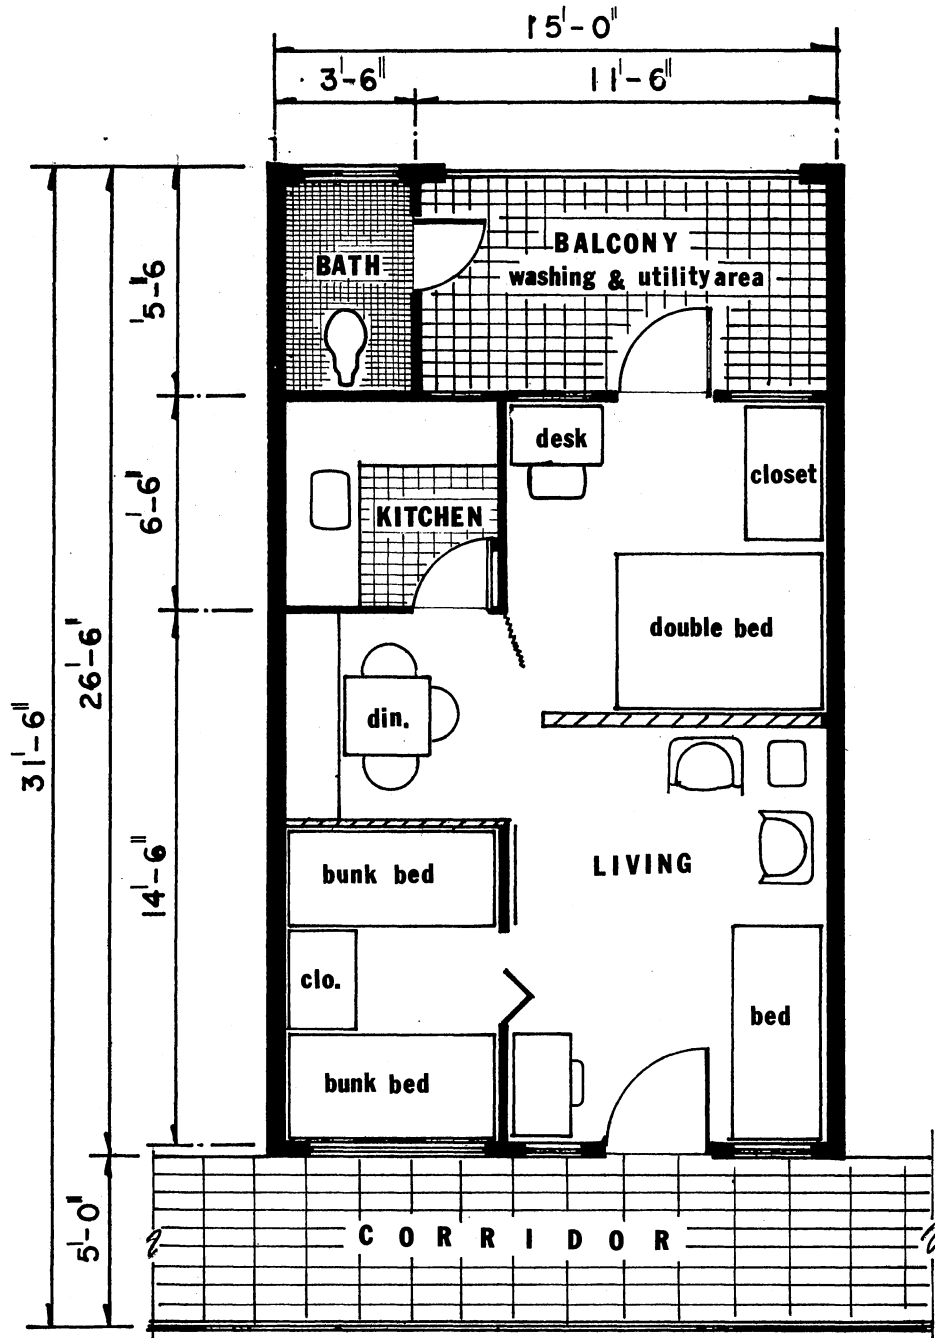 15'-0"
3'-6" 11'-6"
BATH
BALCONY
washing & utility area
'5-"6
desk
closet
6'-6"
KITCHEN
double bed
26'-6"
din.
31'-6"
14'-6"
LIVING
bunk bed
clo.
bed
bunk bed
5'-0"
CORRIDOR